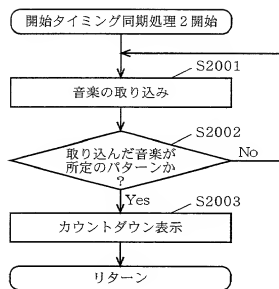 開始タイミング同期処理2開始
S2001
音楽の取り込み
S2002
取り込んだ音楽が
所定のパターンか
?
No
Yes
S2003
カウントダウン表示
リターン